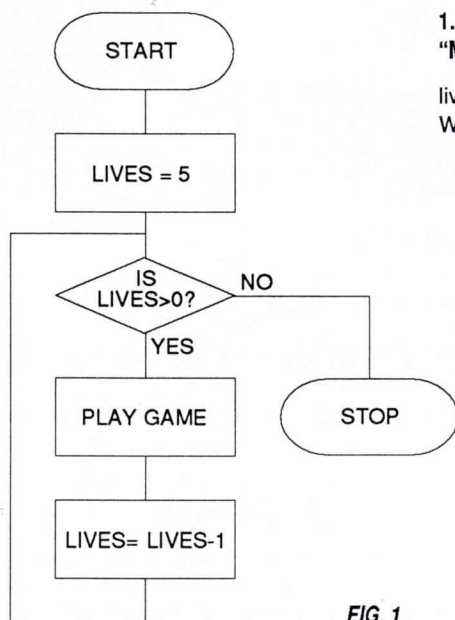 START
LIVES = 5
IS
LIVES>0?
NO
YES
PLAY GAME
STOP
LIVES= LIVES-1
FIG. 1
1.
"M
liv
W